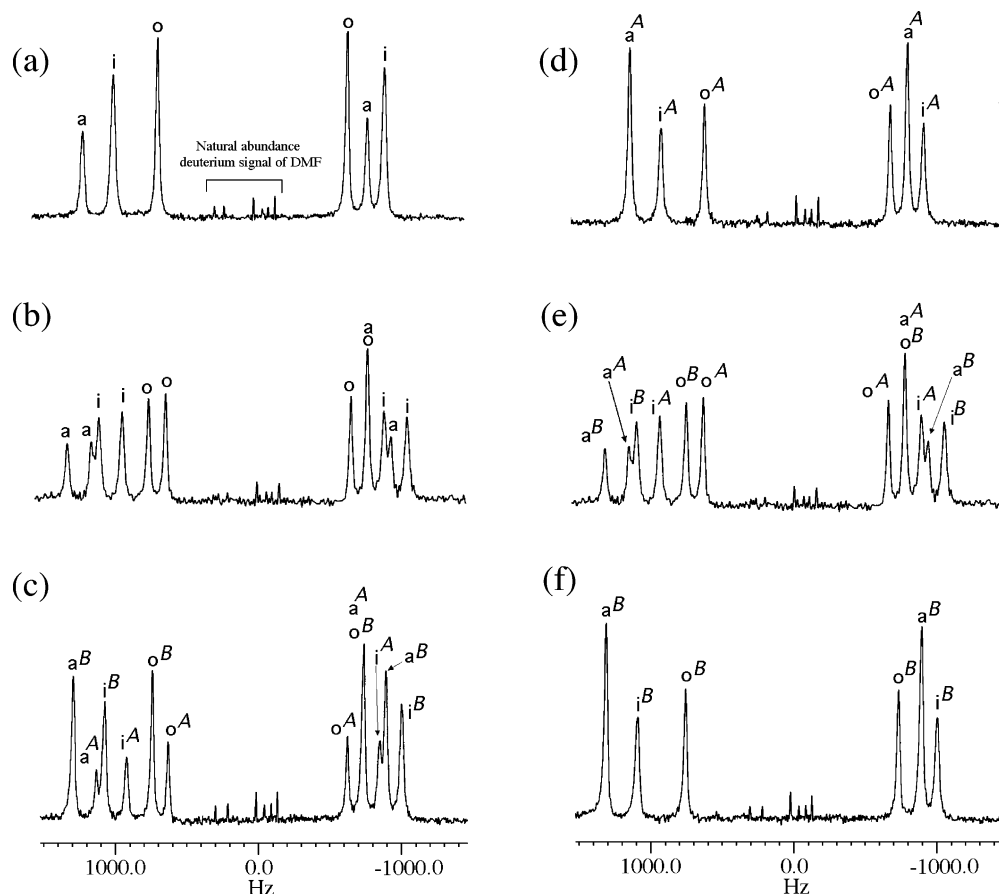 (a)
o
o
i
i
a
a
Natural abundance
deuterium signal of DMF
(b)
a
a
i
i
o
o
a
o
o
i
a
i
(c)
aB
aA
iB
iA
oB
oA
aA
oB
oA
iA
aB
iB
1000.0
0.0
-1000.0
Hz
(d)
aA
iA
oA
aA
oA
iA
(e)
aB
aA
iB
iA
oB
oA
aA
oB
oA
iA
aB
iB
(f)
aB
iB
oB
aB
oB
iB
1000.0
0.0
-1000.0
Hz